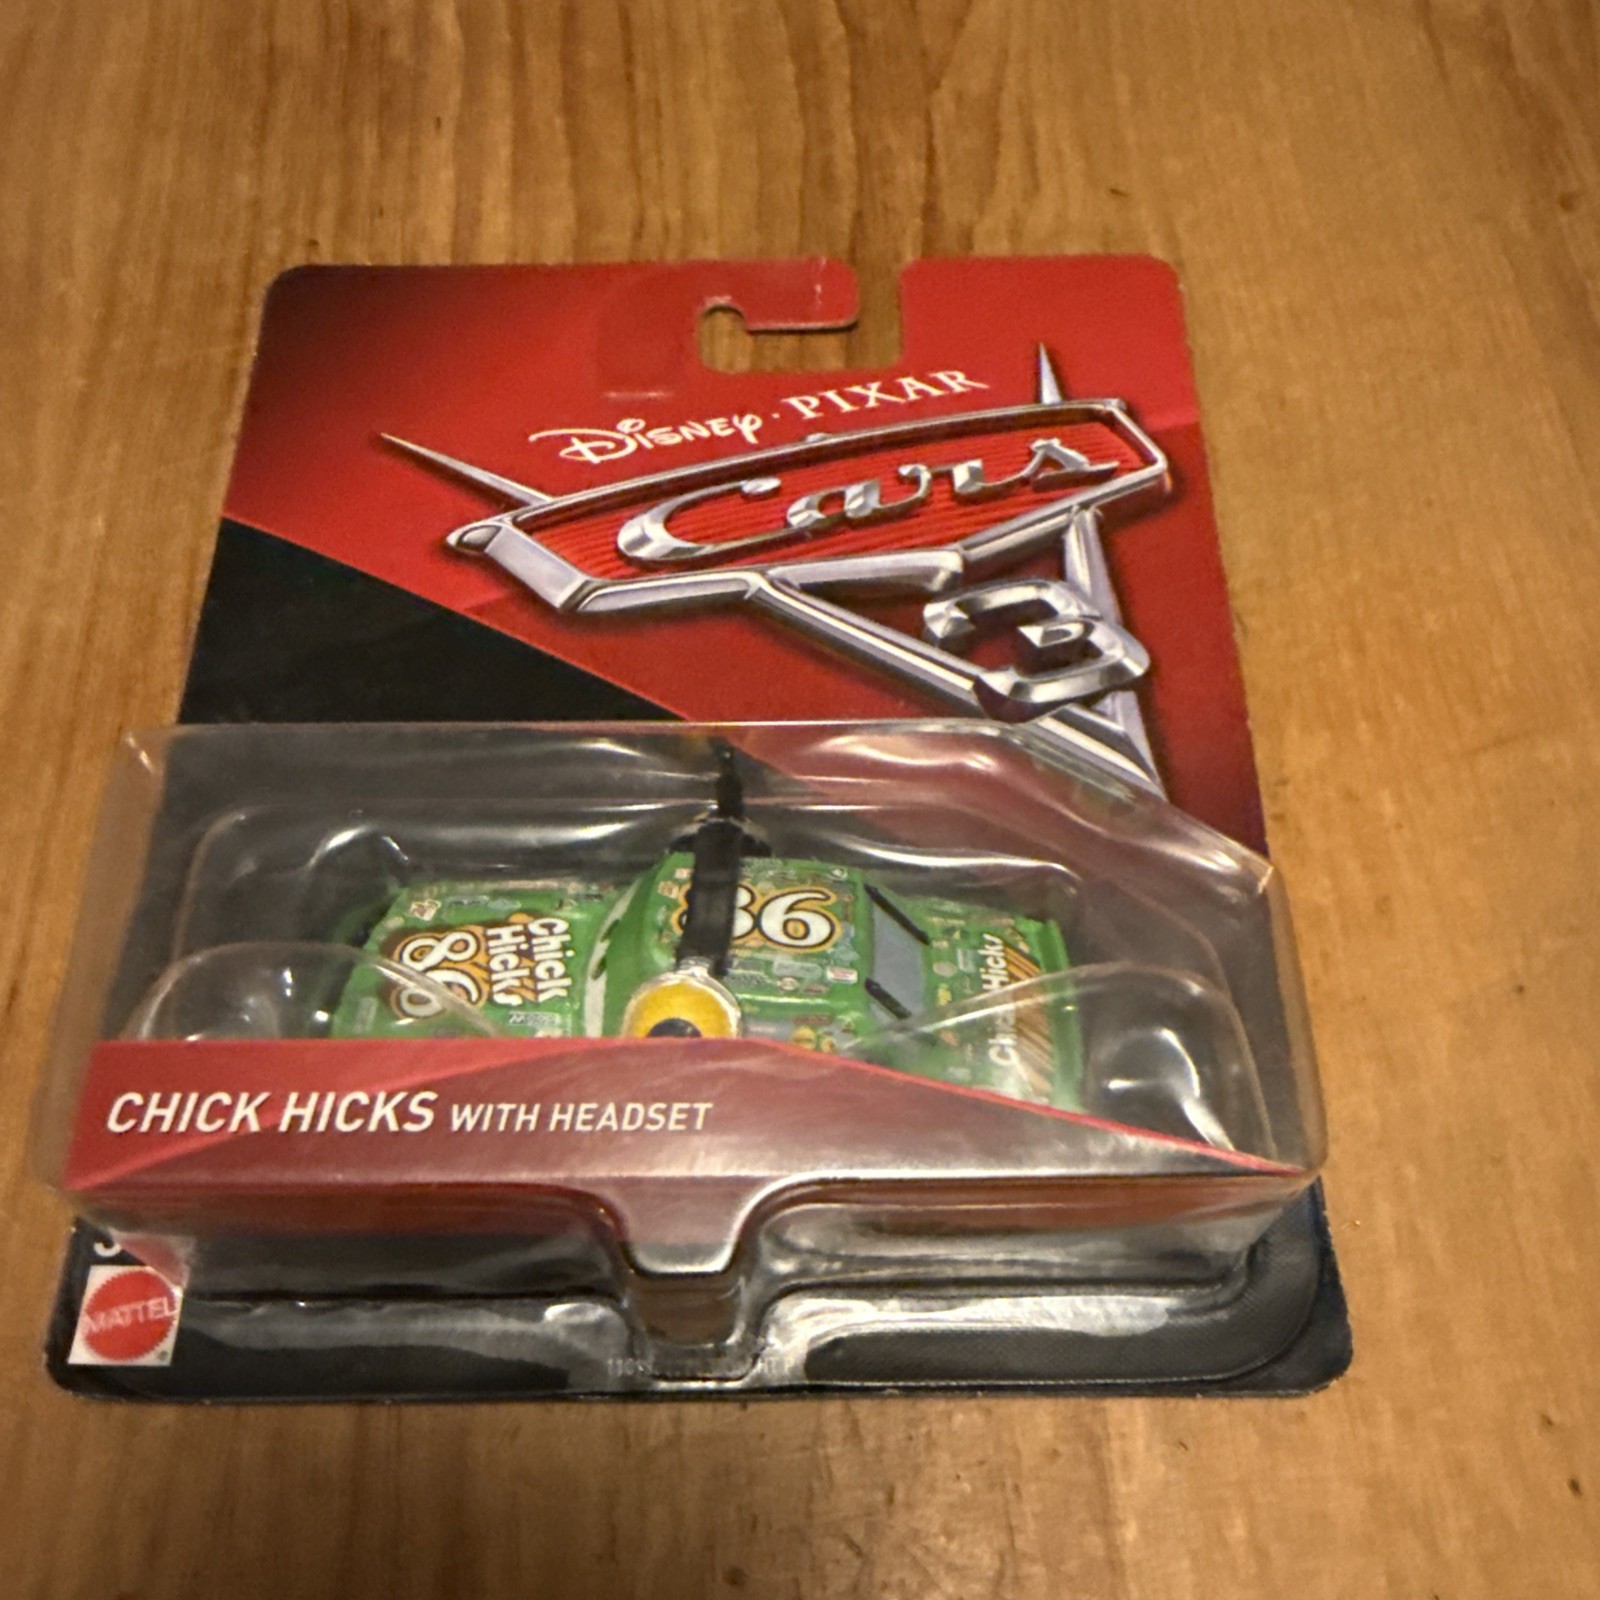 Disney · PIXAR
Cars
3
86
Chick
Hicks
86
Chick Hicks
CHICK HICKS WITH HEADSET
MATTEL